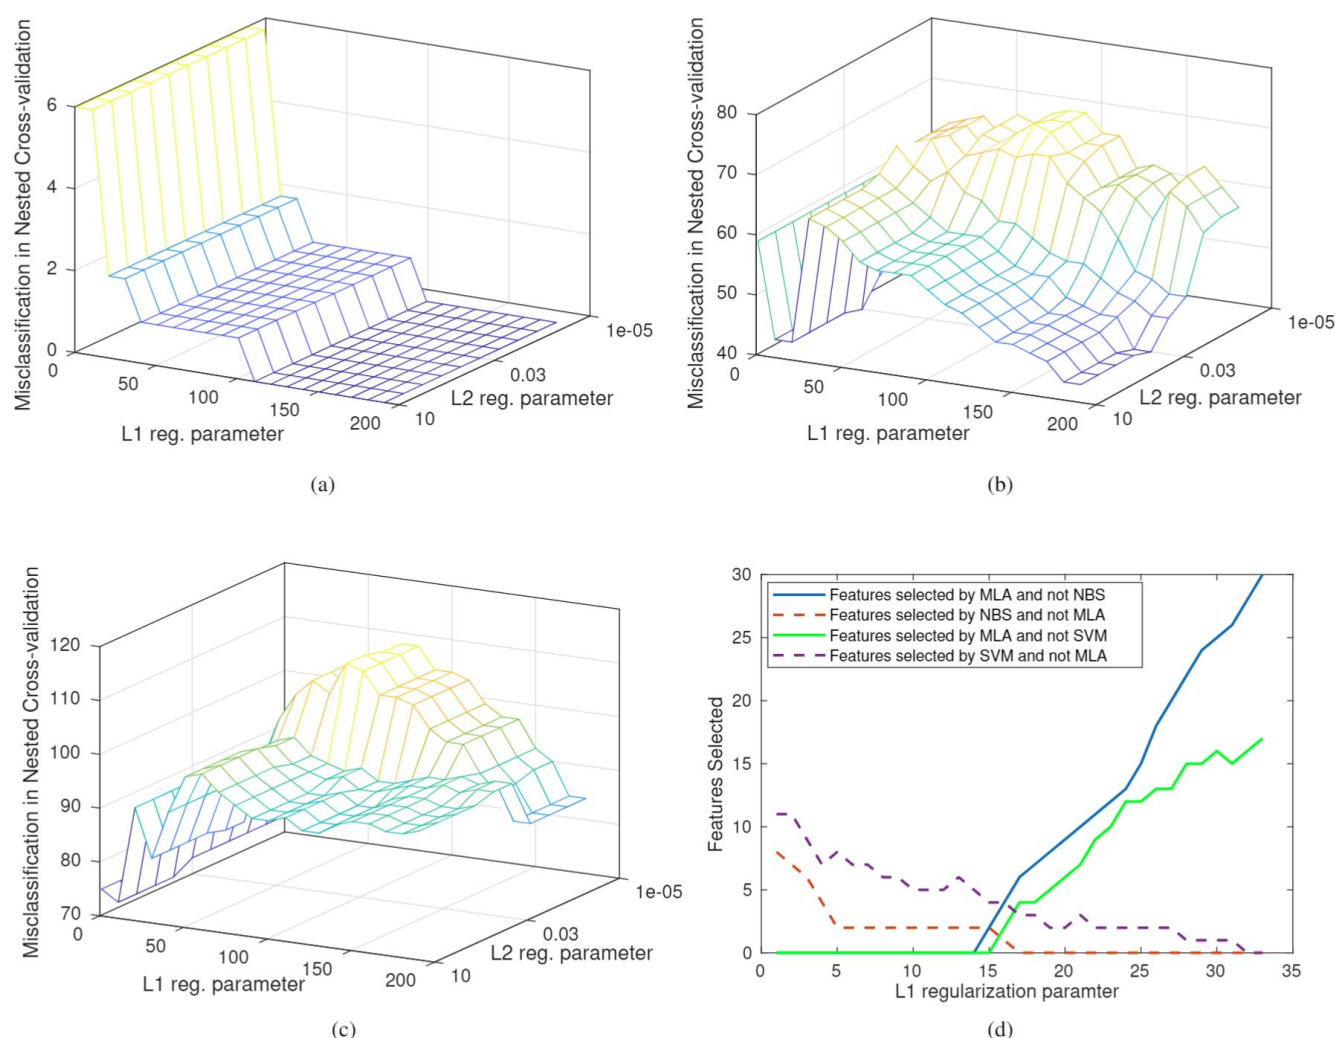 Misclassification in Nested Cross-validation
6
4
2
0
0
50
100
150
200
L1 reg. parameter
10
0.03
1e-05
L2 reg. parameter
(a)
Misclassification in Nested Cross-validation
80
70
60
50
40
0
50
100
150
200
L1 reg. parameter
10
0.03
1e-05
L2 reg. parameter
(b)
Misclassification in Nested Cross-validation
120
110
100
90
80
70
0
50
100
150
200
L1 reg. parameter
10
0.03
1e-05
L2 reg. parameter
(c)
Features selected by MLA and not NBS
Features selected by NBS and not MLA
Features selected by MLA and not SVM
Features selected by SVM and not MLA
Features Selected
30
25
20
15
10
5
0
0 5 10 15 20 25 30 35
L1 regularization paramter
(d)